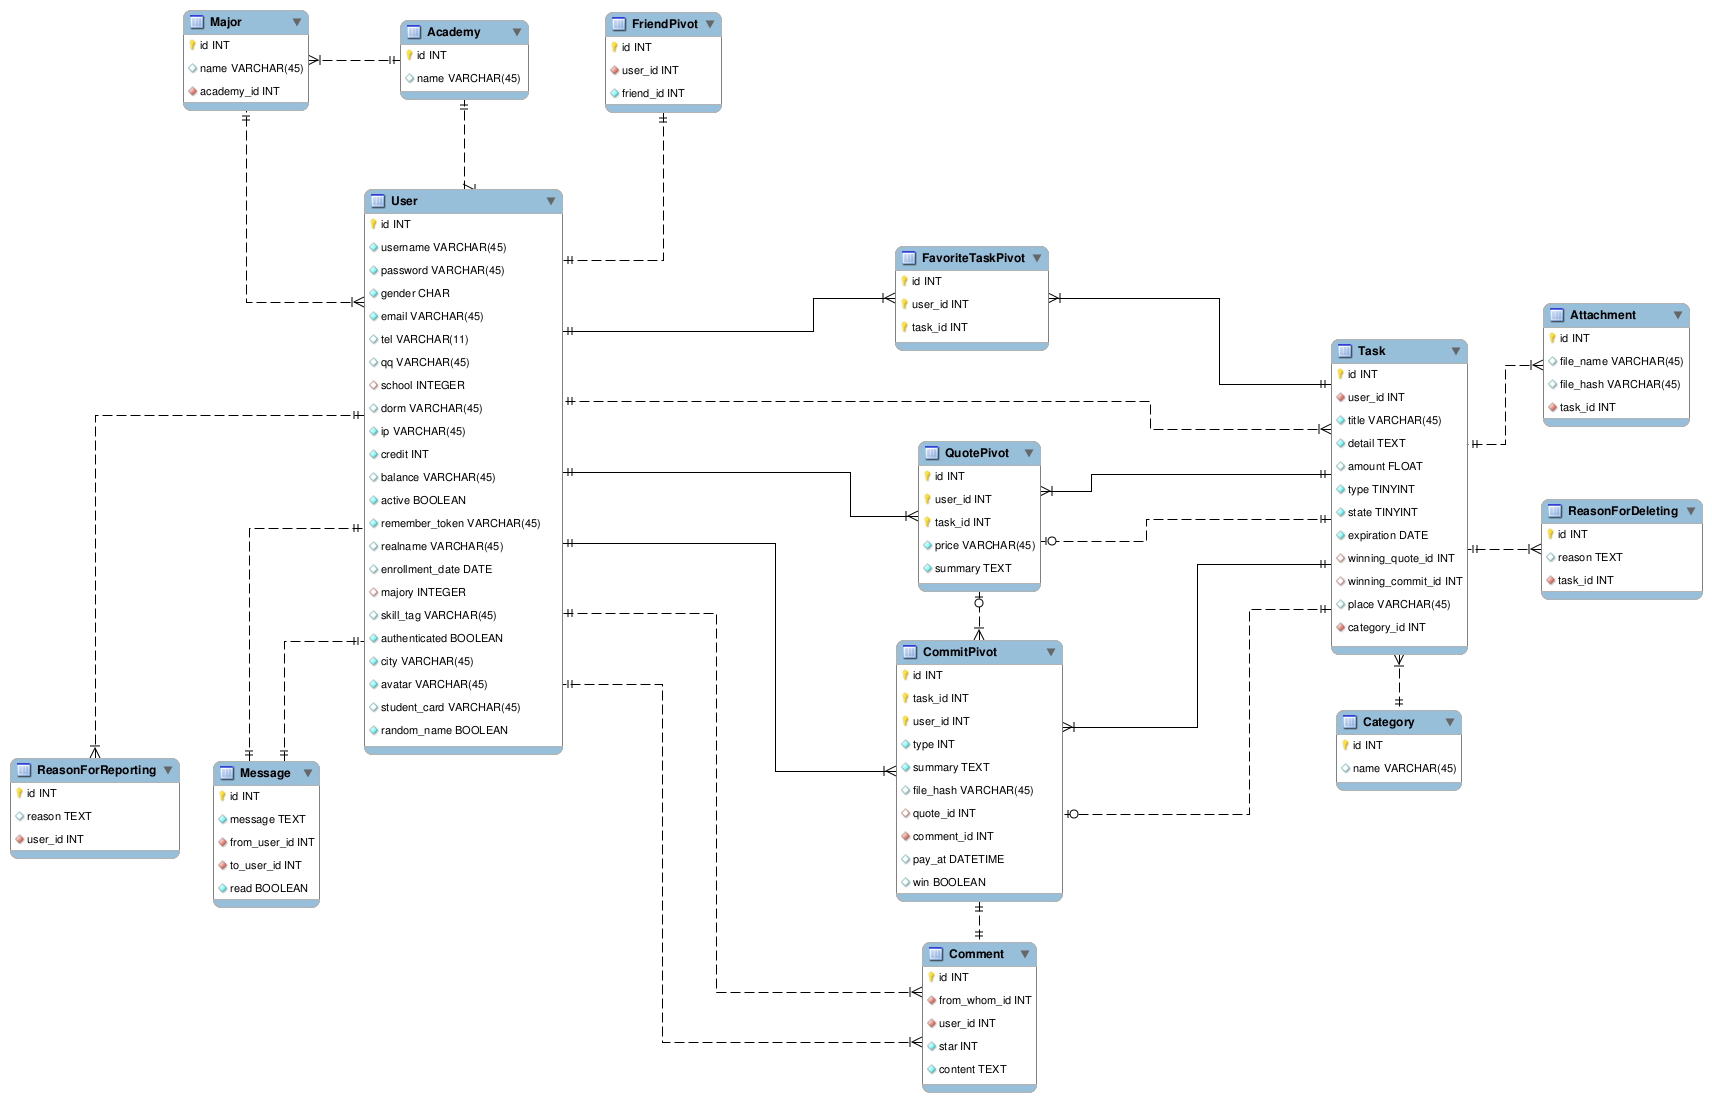 Major
id INT
name VARCHAR(45)
academy_id INT
Academy
id INT
name VARCHAR(45)
FriendPivot
id INT
user_id INT
friend_id INT
User
id INT
username VARCHAR(45)
password VARCHAR(45)
gender CHAR
email VARCHAR(45)
tel VARCHAR(11)
qq VARCHAR(45)
school INTEGER
dorm VARCHAR(45)
ip VARCHAR(45)
credit INT
balance VARCHAR(45)
active BOOLEAN
remember_token VARCHAR(45)
realname VARCHAR(45)
enrollment_date DATE
majory INTEGER
skill_tag VARCHAR(45)
authenticated BOOLEAN
city VARCHAR(45)
avatar VARCHAR(45)
student_card VARCHAR(45)
random_name BOOLEAN
FavoriteTaskPivot
id INT
user_id INT
task_id INT
Attachment
id INT
file_name VARCHAR(45)
file_hash VARCHAR(45)
task_id INT
Task
id INT
user_id INT
title VARCHAR(45)
detail TEXT
amount FLOAT
type TINYINT
state TINYINT
expiration DATE
winning_quote_id INT
winning_commit_id INT
place VARCHAR(45)
category_id INT
QuotePivot
id INT
user_id INT
task_id INT
price VARCHAR(45)
summary TEXT
ReasonForDeleting
id INT
reason TEXT
task_id INT
CommitPivot
id INT
task_id INT
user_id INT
type INT
summary TEXT
file_hash VARCHAR(45)
quote_id INT
comment_id INT
pay_at DATETIME
win BOOLEAN
Category
id INT
name VARCHAR(45)
ReasonForReporting
id INT
reason TEXT
user_id INT
Message
id INT
message TEXT
from_user_id INT
to_user_id INT
read BOOLEAN
Comment
id INT
from_whom_id INT
user_id INT
star INT
content TEXT